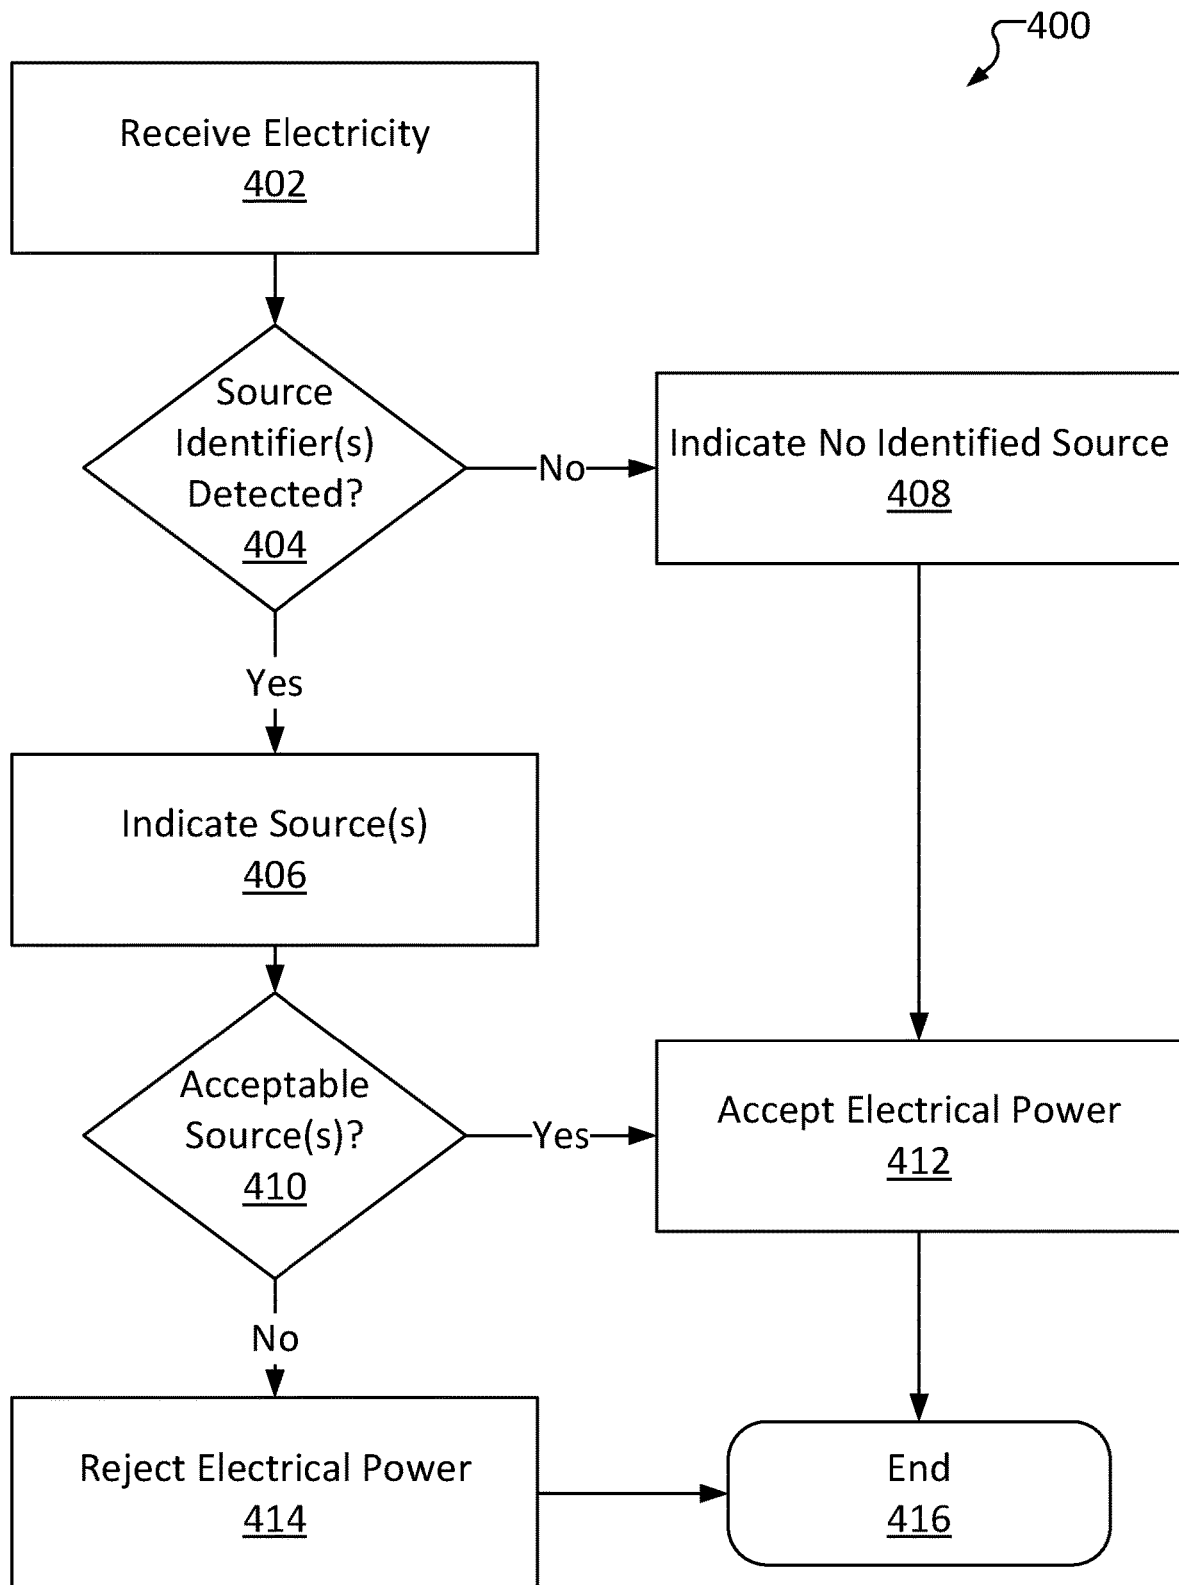 400
Receive Electricity
402
Source
Identifier(s)
Detected?
404
No
Indicate No Identified Source
408
Yes
Indicate Source(s)
406
Acceptable
Source(s)?
410
Yes
Accept Electrical Power
412
No
Reject Electrical Power
414
End
416